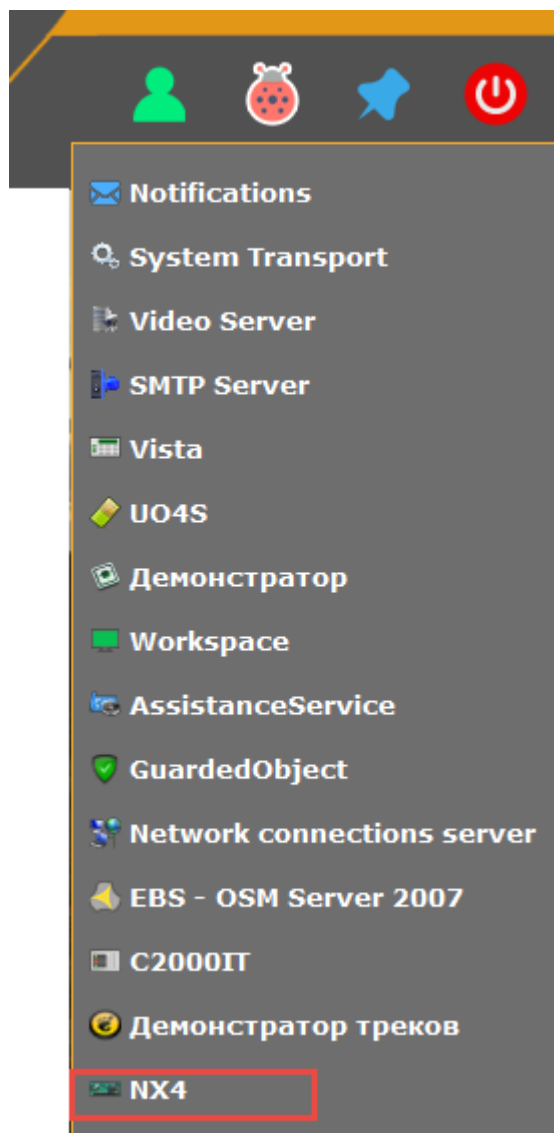 Notifications
System Transport
Video Server
SMTP Server
Vista
UO4S
Демонстратор
Workspace
AssistanceService
GuardedObject
Network connections server
EBS - OSM Server 2007
C2000IT
Демонстратор треков
NX4